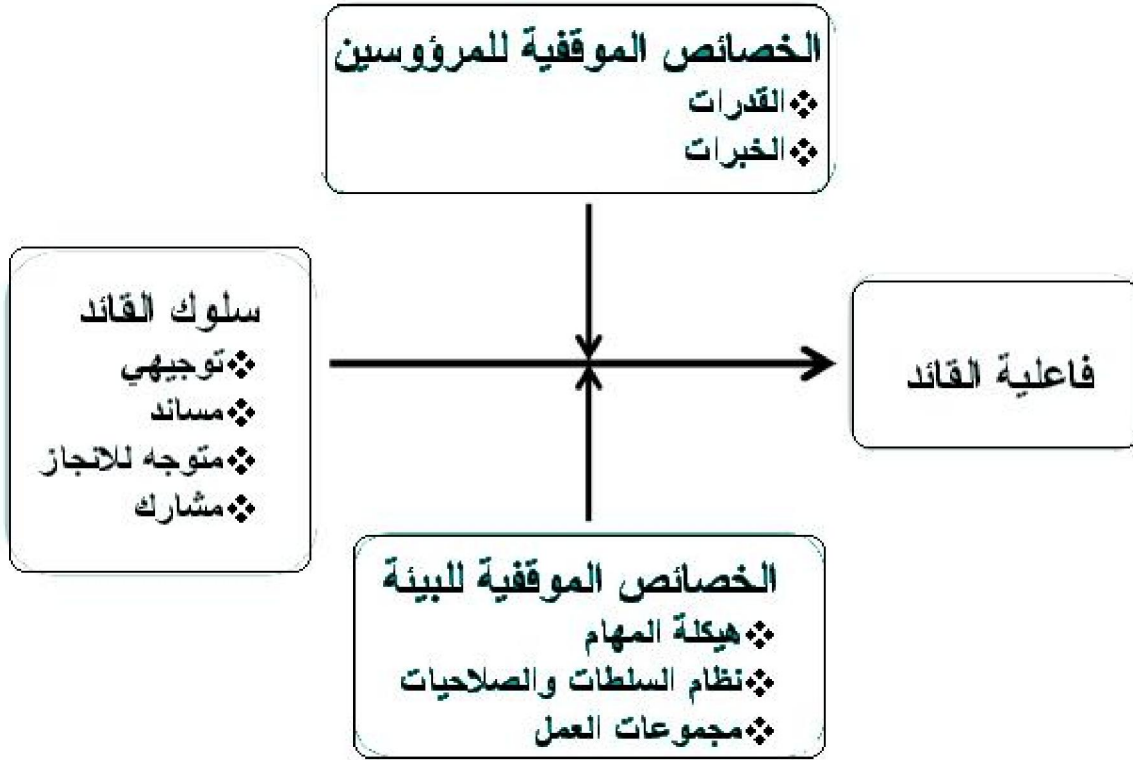 الخصائص الموقفية للمرؤوسين
❖القدرات
❖الخبرات
سلوك القائد
❖توجيهي
❖مساند
❖متوجه للانجاز
❖مشارك
فاعلية القائد
الخصائص الموقفية للبيئة
❖هيكلة المهام
❖نظام السلطات والصلاحيات
❖مجموعات العمل